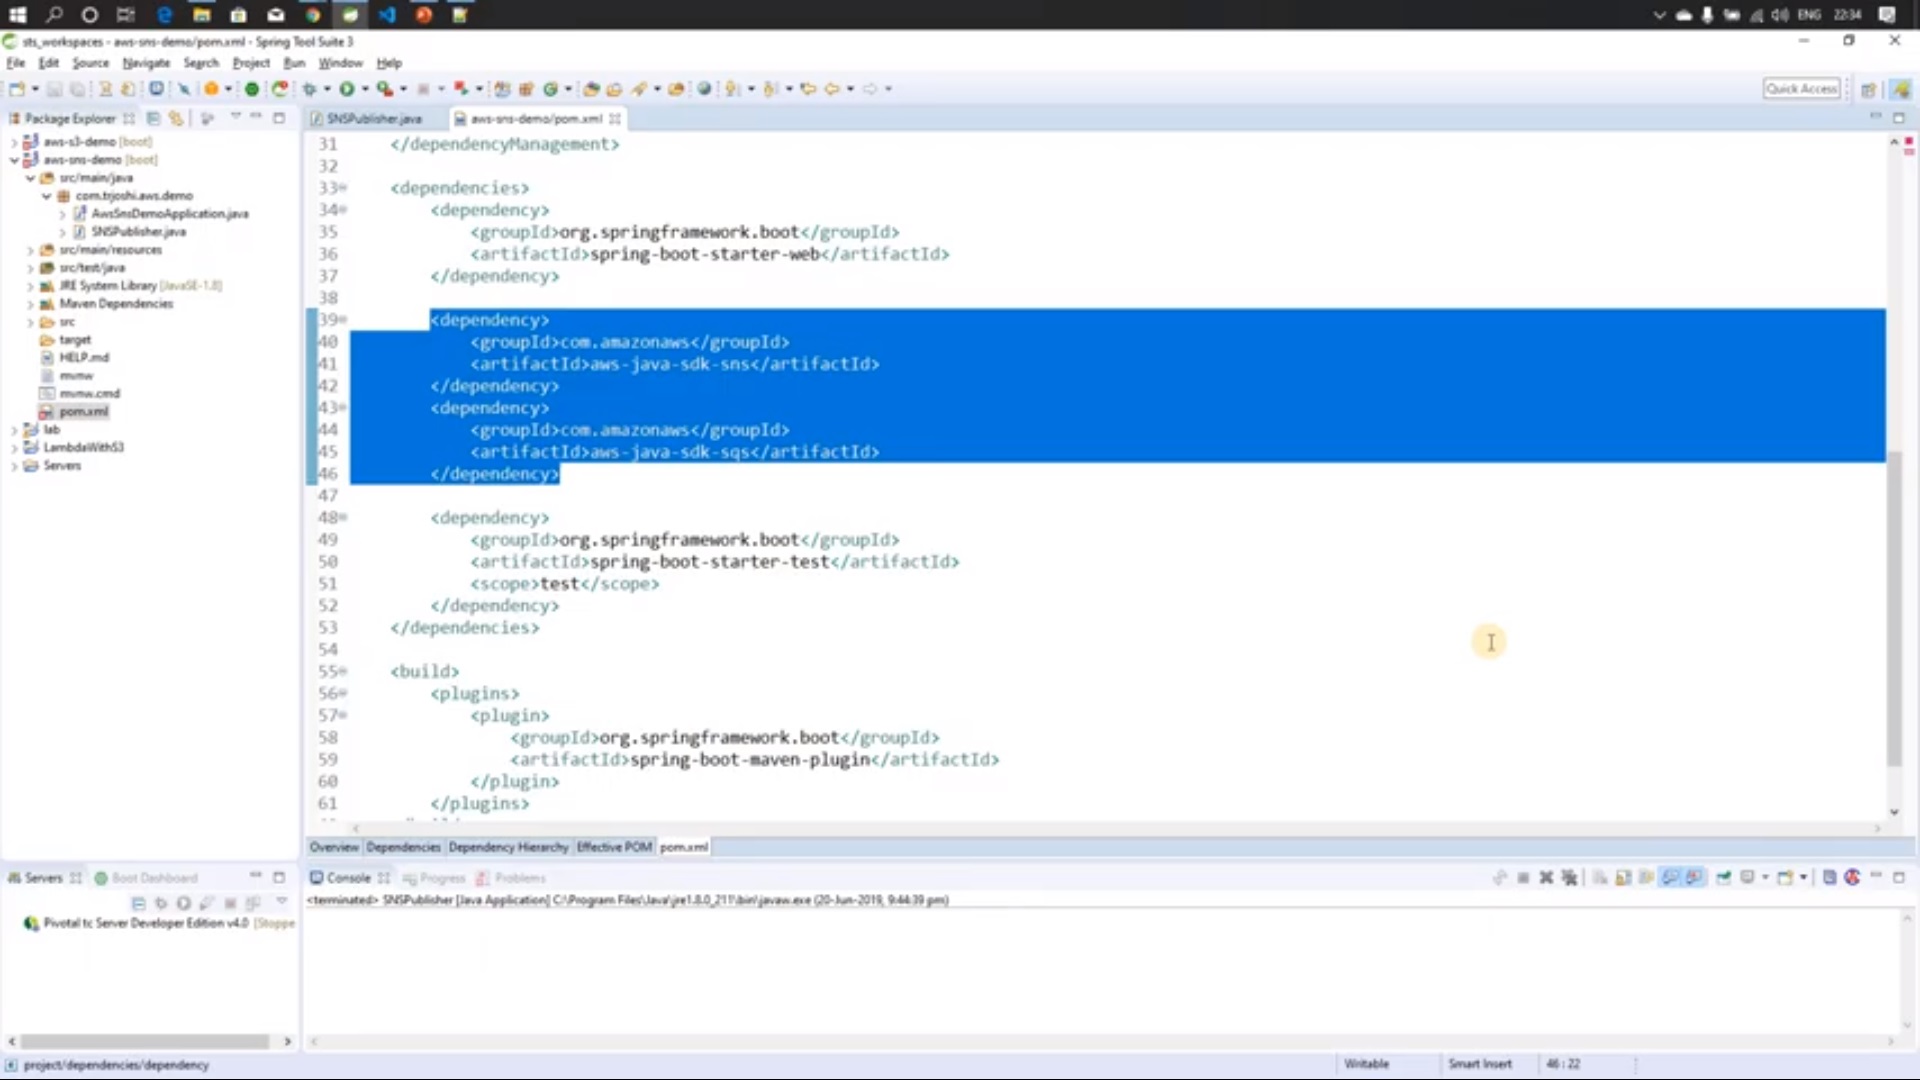 ENG 22:34
sts_workspaces - aws-sns-demo/pom.xml - Spring Tool Suite 3
File Edit Source Navigate Search Project Run Window Help
Quick Access
Package Explorer
SNSPublisher.java
aws-sns-demo/pom.xml
aws-s3-demo [boot]
aws-sns-demo [boot]
src/main/java
com.trjoshi.aws.demo
AwsSnsDemoApplication.java
SNSPublisher.java
src/main/resources
src/test/java
JRE System Library [JavaSE-1.8]
Maven Dependencies
src
target
HELP.md
mvnw
mvnw.cmd
pom.xml
lab
LambdaWithS3
Servers
31 </dependencyManagement>
32
33 <dependencies>
34 <dependency>
35 <groupId>org.springframework.boot</groupId>
36 <artifactId>spring-boot-starter-web</artifactId>
37 </dependency>
38
39 <dependency>
40 <groupId>com.amazonaws</groupId>
41 <artifactId>aws-java-sdk-sns</artifactId>
42 </dependency>
43 <dependency>
44 <groupId>com.amazonaws</groupId>
45 <artifactId>aws-java-sdk-sqs</artifactId>
46 </dependency>
47
48 <dependency>
49 <groupId>org.springframework.boot</groupId>
50 <artifactId>spring-boot-starter-test</artifactId>
51 <scope>test</scope>
52 </dependency>
53 </dependencies>
54
55 <build>
56 <plugins>
57 <plugin>
58 <groupId>org.springframework.boot</groupId>
59 <artifactId>spring-boot-maven-plugin</artifactId>
60 </plugin>
61 </plugins>
Overview Dependencies Dependency Hierarchy Effective POM pom.xml
Servers Boot Dashboard
Pivotal tc Server Developer Edition v4.0 [Stoppe
Console Progress Problems
<terminated> SNSPublisher [Java Application] C:\Program Files\Java\jre1.8.0_211\bin\javaw.exe (20-Jun-2019, 9:44:39 pm)
project/dependencies/dependency
Writable Smart Insert 46 : 22